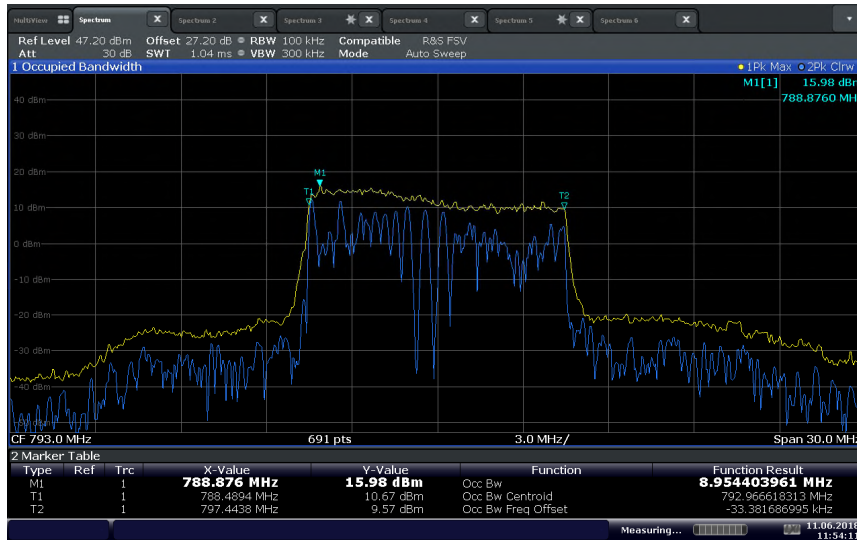 MultiView Spectrum X Spectrum 2 X Spectrum 3 X Spectrum 4 X Spectrum 5 X Spectrum 6 X
Ref Level 47.20 dBm Offset 27.20 dB RBW 100 kHz Compatible R&S FSV
Att 30 dB SWT 1.04 ms VBW 300 kHz Mode Auto Sweep
1 Occupied Bandwidth 1Pk Max 2Pk Clrw
M1[1] 15.98 dBm
788.8760 MH
40 dBm
30 dBm
20 dBm
M1
T1
T2
10 dBm
0 dBm
-10 dBm
-20 dBm
-30 dBm
-40 dBm
CF 793.0 MHz 691 pts 3.0 MHz/ Span 30.0 MHz
2 Marker Table
Type Ref Trc X-Value Y-Value Function Function Result
M1 1 788.876 MHz 15.98 dBm Occ Bw 8.954403961 MHz
T1 1 788.4894 MHz 10.67 dBm Occ Bw Centroid 792.966618313 MHz
T2 1 797.4438 MHz 9.57 dBm Occ Bw Freq Offset -33.381686995 kHz
Measuring... 11.06.2018
11:54:11